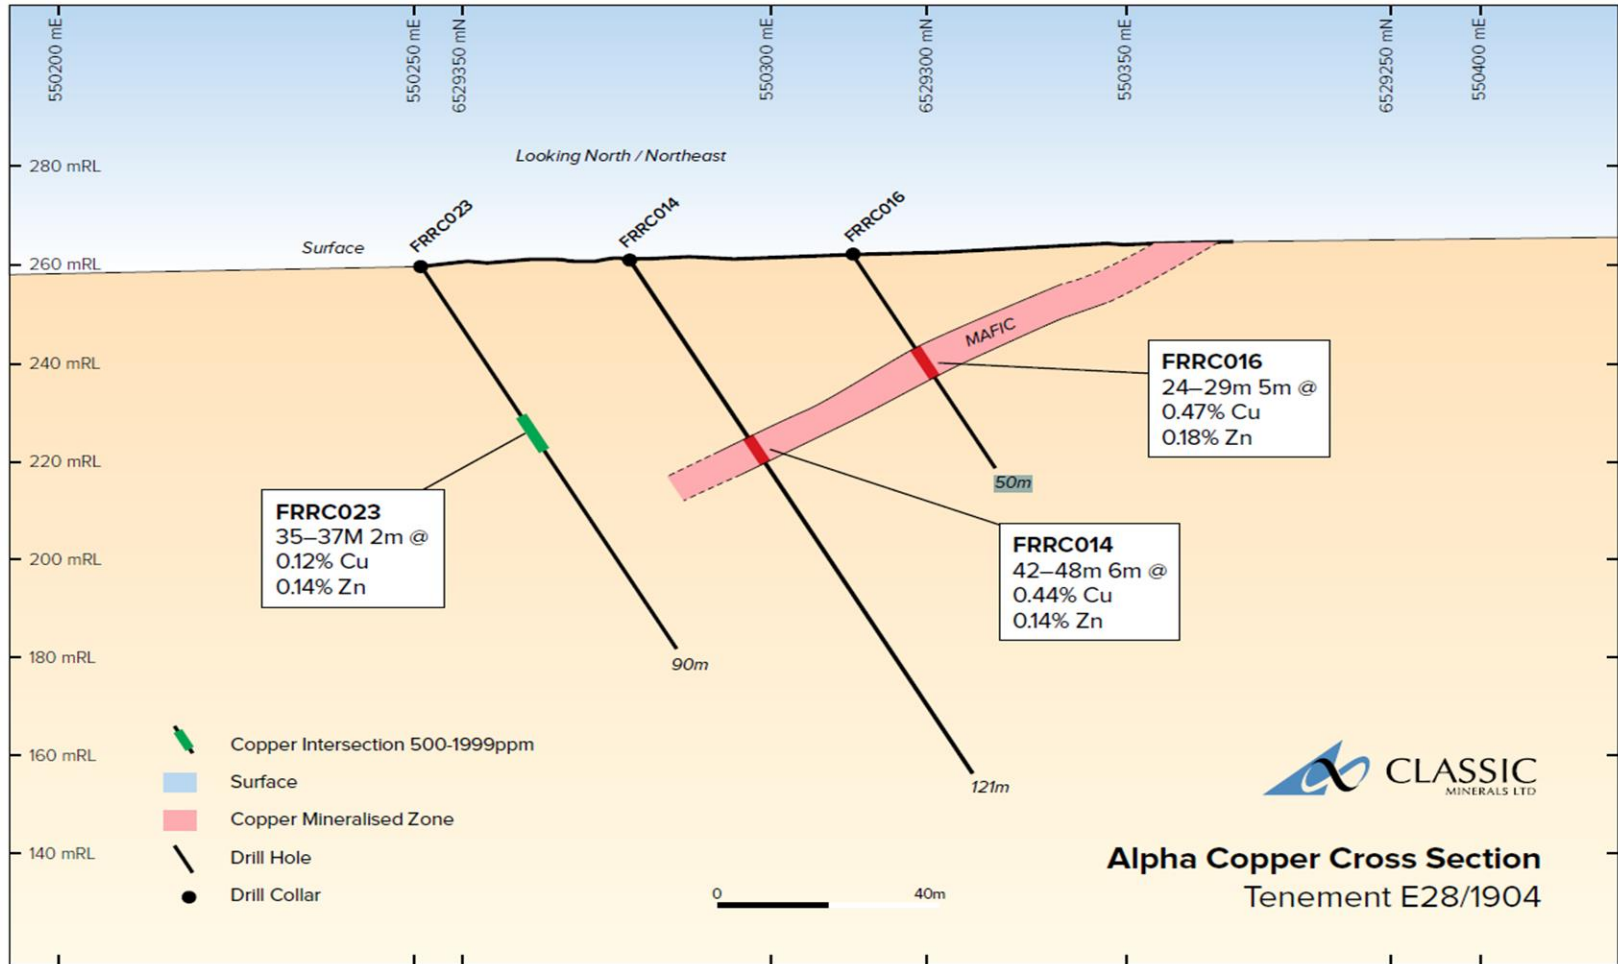 550200 mE
550250 mE
6529350 mN
550300 mE
6529300 mN
550350 mE
6529250 mN
550400 mE
Looking North / Northeast
280 mRL
FRRC023
FRRC014
FRRC016
Surface
260 mRL
MAFIC
240 mRL
FRRC016
24–29m 5m @
0.47% Cu
0.18% Zn
220 mRL
50m
FRRC023
35–37M 2m @
0.12% Cu
0.14% Zn
FRRC014
42–48m 6m @
0.44% Cu
0.14% Zn
200 mRL
180 mRL
90m
160 mRL
121m
Copper Intersection 500-1999ppm
Surface
Copper Mineralised Zone
Drill Hole
Drill Collar
140 mRL
0 40m
CLASSIC
MINERALS LTD
Alpha Copper Cross Section
Tenement E28/1904